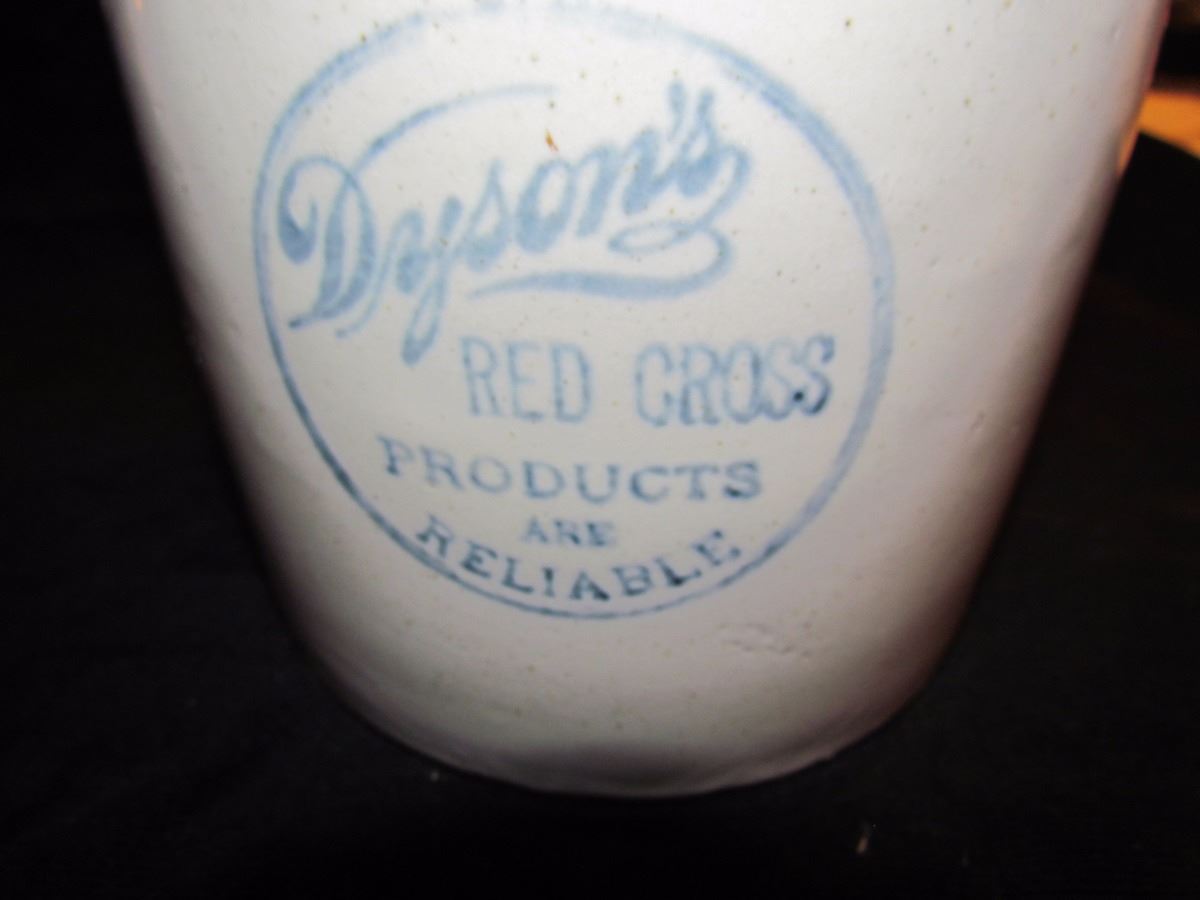 Dyson's
RED CROSS
PRODUCTS
ARE
RELIABLE